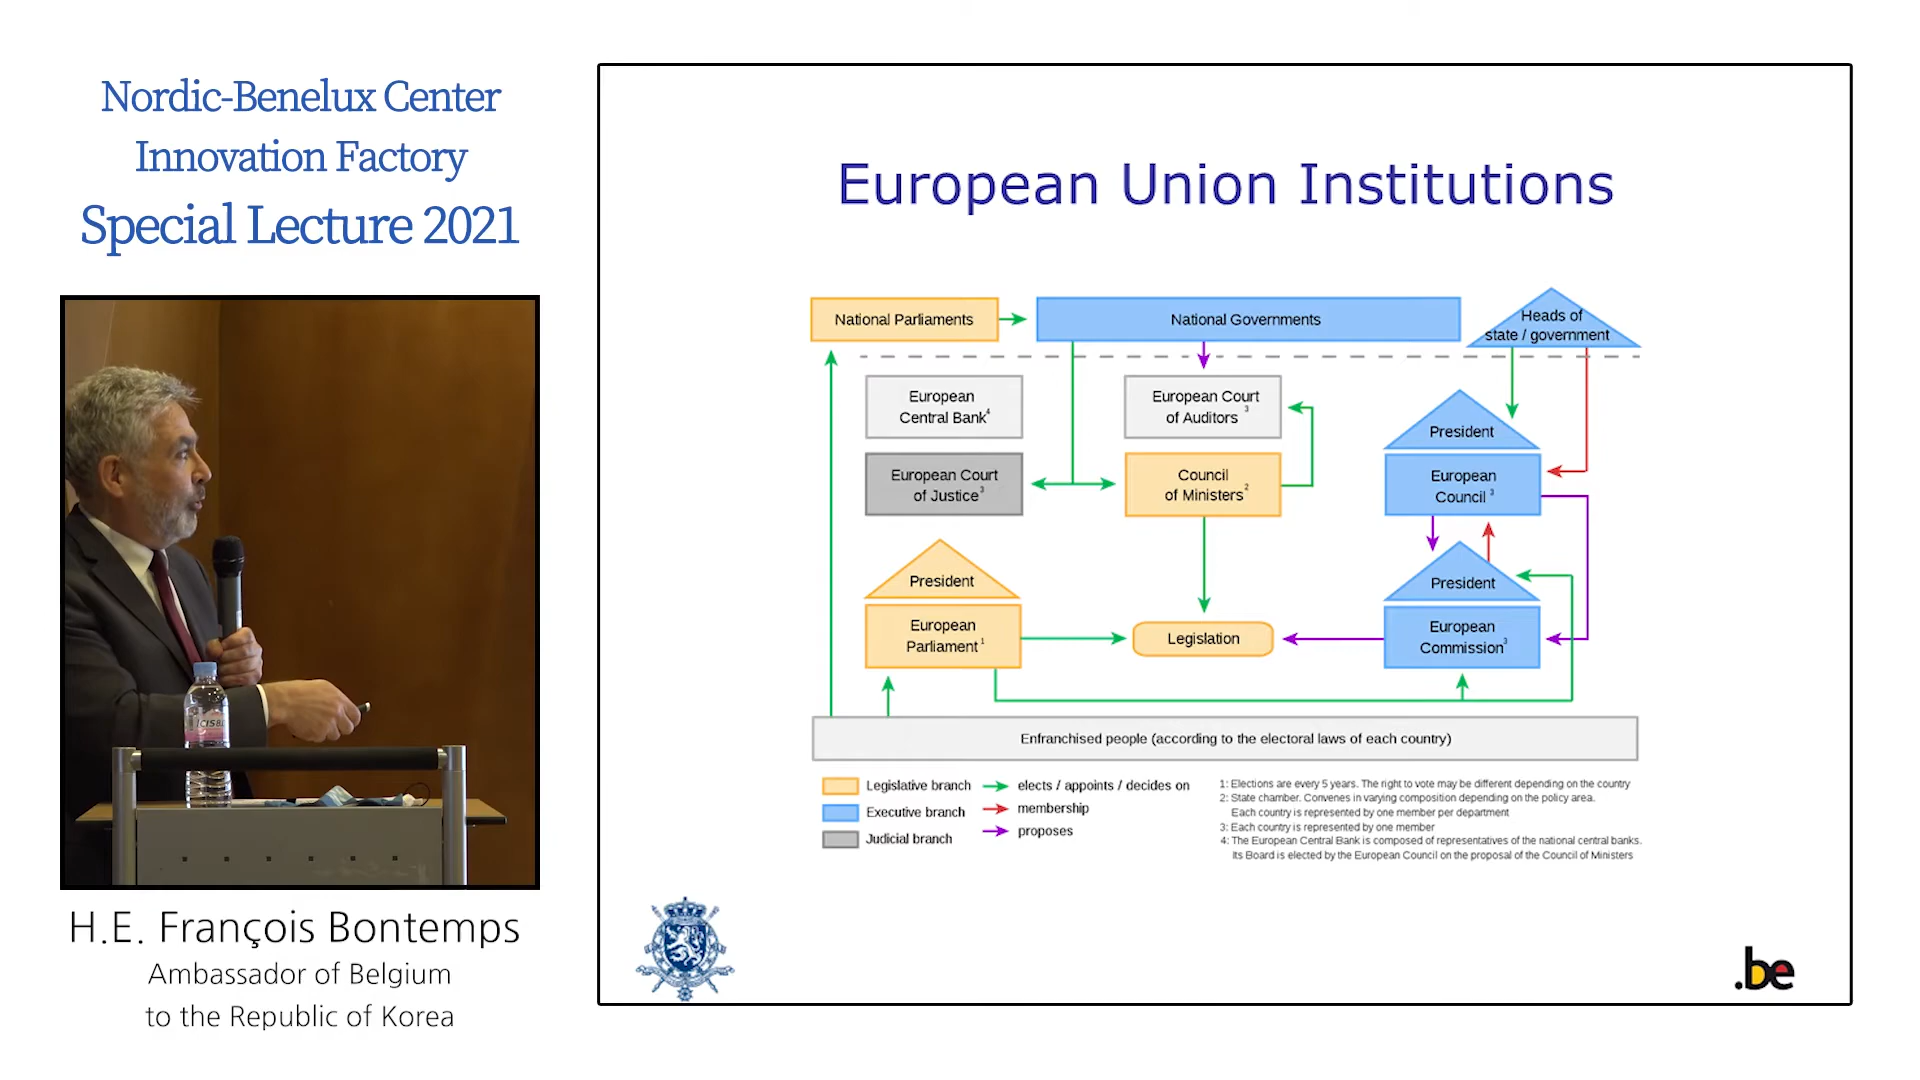 Nordic-Benelux Center
Innovation Factory
Special Lecture 2021
H.E. François Bontemps
Ambassador of Belgium
to the Republic of Korea
European Union Institutions
National Parliaments
National Governments
Heads of
state / government
European
Central Bank4
European Court
of Auditors 3
President
European Court
of Justice3
Council
of Ministers2
European
Council 3
President
President
European
Parliament 1
Legislation
European
Commission3
Enfranchised people (according to the electoral laws of each country)
Legislative branch
Executive branch
Judicial branch
elects / appoints / decides on
membership
proposes
1: Elections are every 5 years. The right to vote may be different depending on the country
2: State chamber. Convenes in varying composition depending on the policy area.
Each country is represented by one member per department
3: Each country is represented by one member
4: The European Central Bank is composed of representatives of the national central banks.
Its Board is elected by the European Council on the proposal of the Council of Ministers
.be